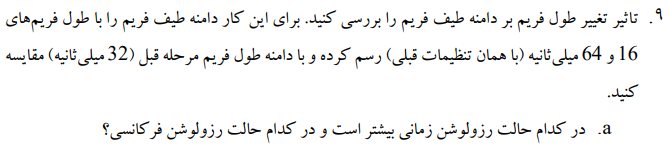 ۹. تاثیر تغییر طول فریم بر دامنه طیف فریم را بررسی کنید. برای این کار دامنه طیف فریم را با طول فریم‌های
16 و 64 میلی‌ثانیه (با همان تنظیمات قبلی) رسم کرده و با دامنه طول فریم مرحله قبل (32 میلی‌ثانیه) مقایسه
کنید.
a. در کدام حالت رزولوشن زمانی بیشتر است و در کدام حالت رزولوشن فرکانسی؟